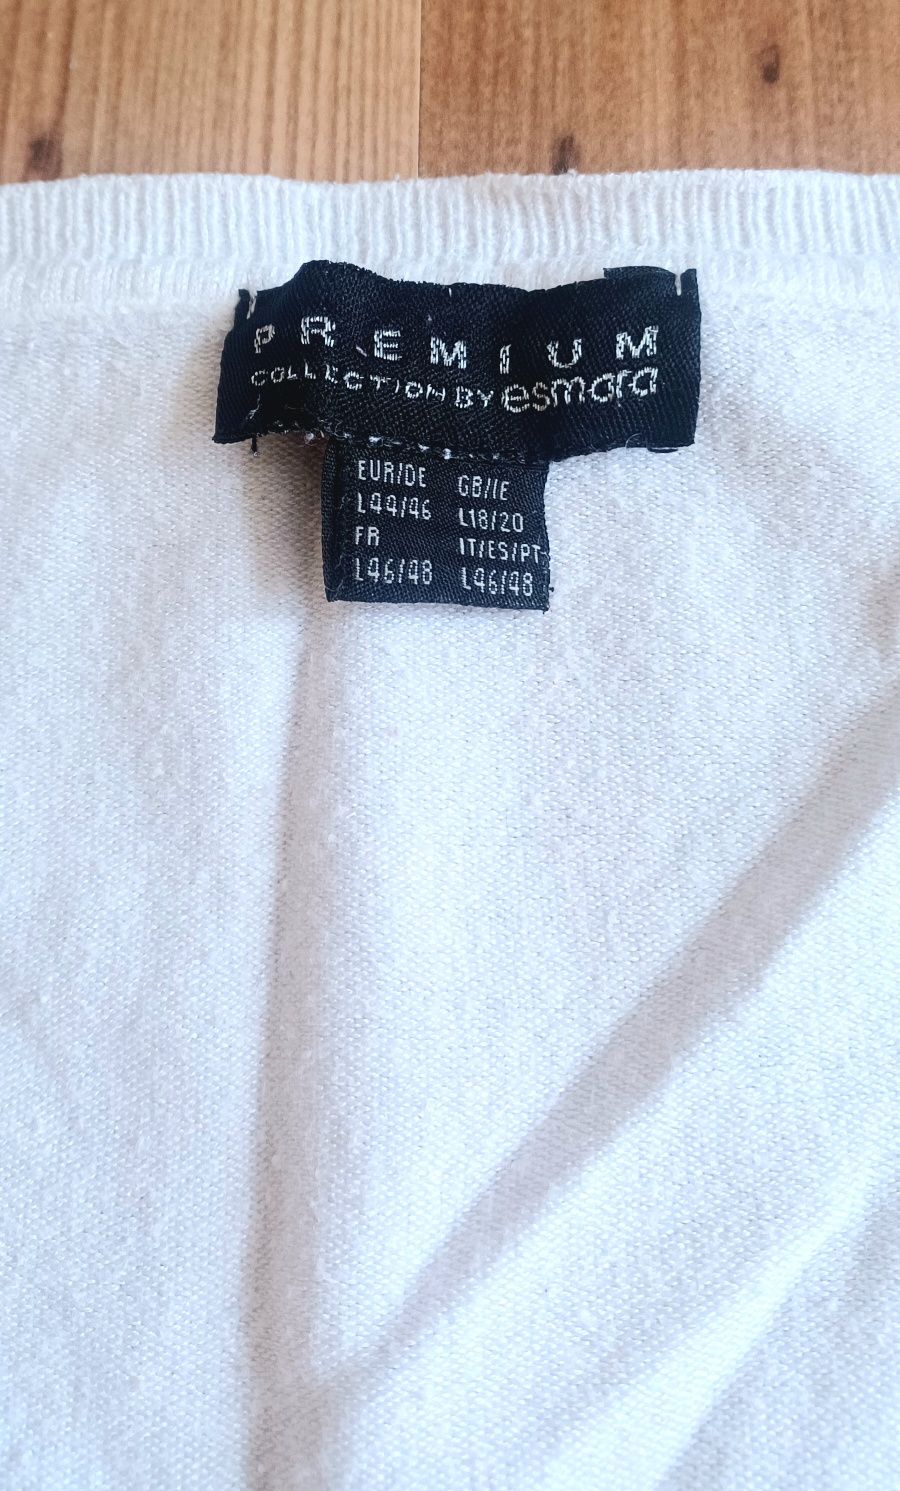 PREMIUM
COLLECTION BY esmara
EUR/DE
L44/46
FR
L46/48
GB/IE
L18/20
IT/ES/PT
L46/48